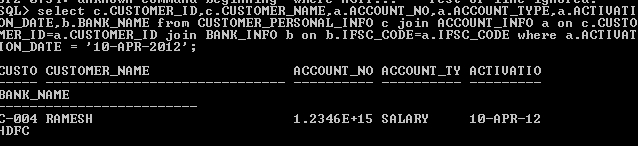 SQL> select c.CUSTOMER_ID,c.CUSTOMER_NAME,a.ACCOUNT_NO,a.ACCOUNT_TYPE,a.ACTIVATI
ON_DATE,b.BANK_NAME from CUSTOMER_PERSONAL_INFO c join ACCOUNT_INFO a on c.CUSTO
MER_ID=a.CUSTOMER_ID join BANK_INFO b on b.IFSC_CODE=a.IFSC_CODE where a.ACTIVAT
ION_DATE = '10-APR-2012';
CUSTO CUSTOMER_NAME ACCOUNT_NO ACCOUNT_TY ACTIVATIO
----- ------------------------------ ---------- ---------- ---------
BANK_NAME
-------------------------
C-004 RAMESH 1.2346E+15 SALARY 10-APR-12
HDFC